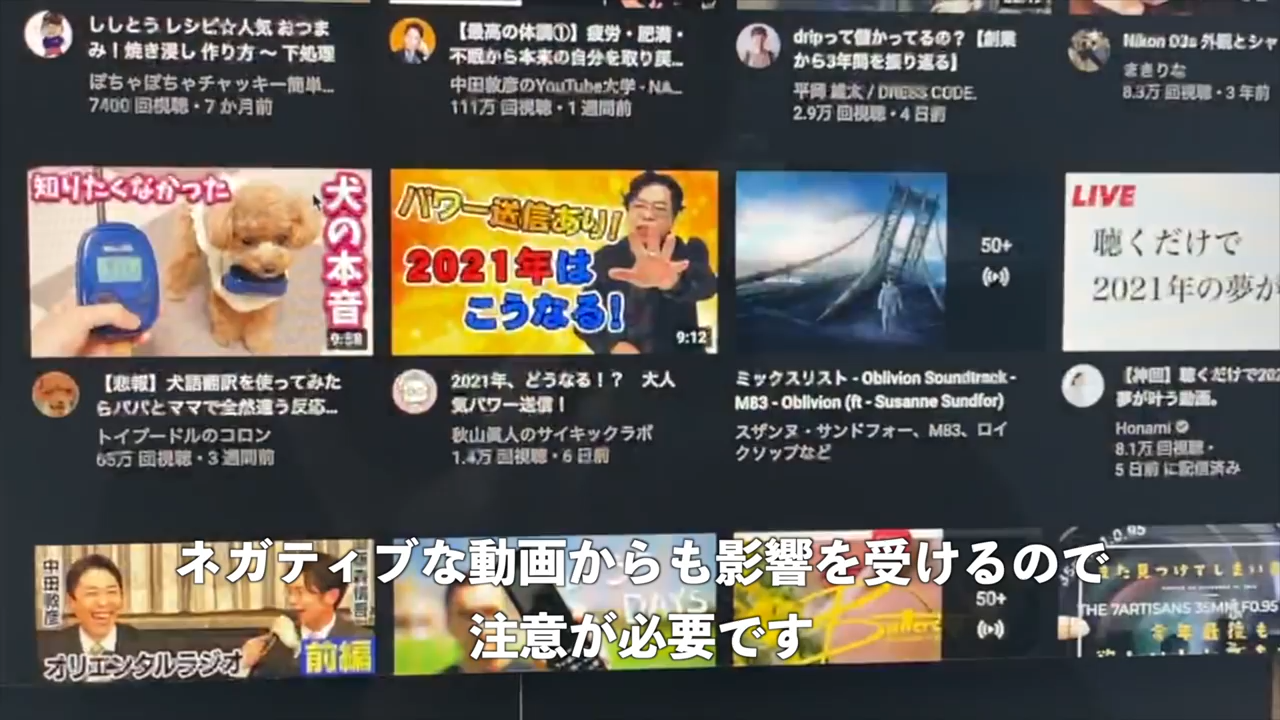 ししとう レシピ☆人気 おつま
み！焼き浸し 作り方 〜 下処理
ぽちゃぽちゃチャッキー簡単...
7400 回視聴・7 か月前
【最高の体調①】疲労・肥満・
不眠から本来の自分を取り戻...
中田敦彦のYouTube大学 - NA...
111万 回視聴・1 週間前
dripって儲かってるの？【創業
から3年間を振り返る】
平岡 雄太 / DRESS CODE.
2.9万 回視聴・4 日前
Nikon D3s 外観とシャ
まきりな
8.3万 回視聴・3 年前
知りたくなかった
犬の本音
9:58
【悲報】犬語翻訳を使ってみた
らパパとママで全然違う反応...
トイプードルのコロン
65万 回視聴・3 週間前
パワー送信あり!
2021年は
こうなる!
9:12
2021年、どうなる！？ 大人
気パワー送信！
秋山眞人のサイキックラボ
1.4万 回視聴・6 日前
50+
ミックスリスト - Oblivion Soundtrack -
M83 - Oblivion (ft - Susanne Sundfor)
スザンヌ・サンドフォー、M83、ロイ
クソップなど
LIVE
聴くだけで
2021年の夢が
【神回】聴くだけで202
夢が叶う動画。
Honami
8.1万 回視聴・
5 日前 に配信済み
中田敦彦
オリエンタルラジオ
前編
DAYS
Butters
50+
1_0.95
また見つけてしまい
THE 7ARTISANS 35MM F0.95
今年最後も
ネガティブな動画からも影響を受けるので
注意が必要です